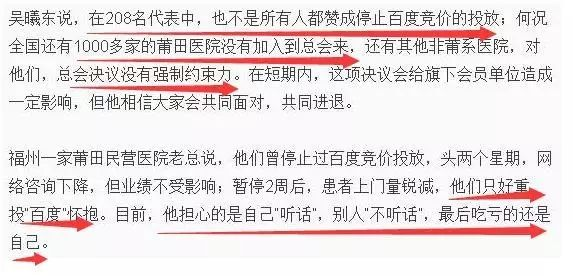 吴曦东说，在208名代表中，也不是所有人都赞成停止百度竞价的投放；何况
全国还有1000多家的莆田医院没有加入到总会来，还有其他非莆系医院，对
他们，总会决议没有强制约束力。在短期内，这项决议会给旗下会员单位造成
一定影响，但他相信大家会共同面对，共同进退。
福州一家莆田民营医院老总说，他们曾停止过百度竞价投放，头两个星期，网
络咨询下降，但业绩不受影响；暂停2周后，患者上门量锐减，他们只好重
投"百度"怀抱。目前，他担心的是自己"听话"，别人"不听话"，最后吃亏的还是
自己。